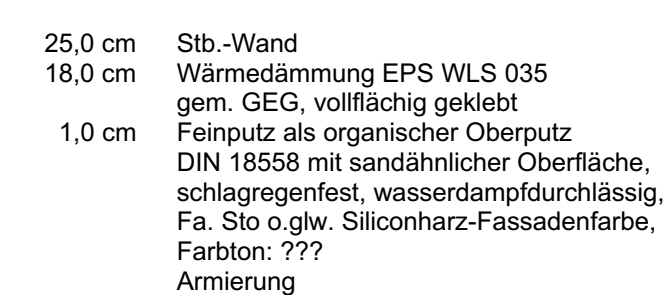 25,0 cm Stb.-Wand
18,0 cm Wärmedämmung EPS WLS 035
gem. GEG, vollflächig geklebt
1,0 cm Feinputz als organischer Oberputz
DIN 18558 mit sandähnlicher Oberfläche,
schlagregenfest, wasserdampfdurchlässig,
Fa. Sto o.glw. Siliconharz-Fassadenfarbe,
Farbton: ???
Armierung